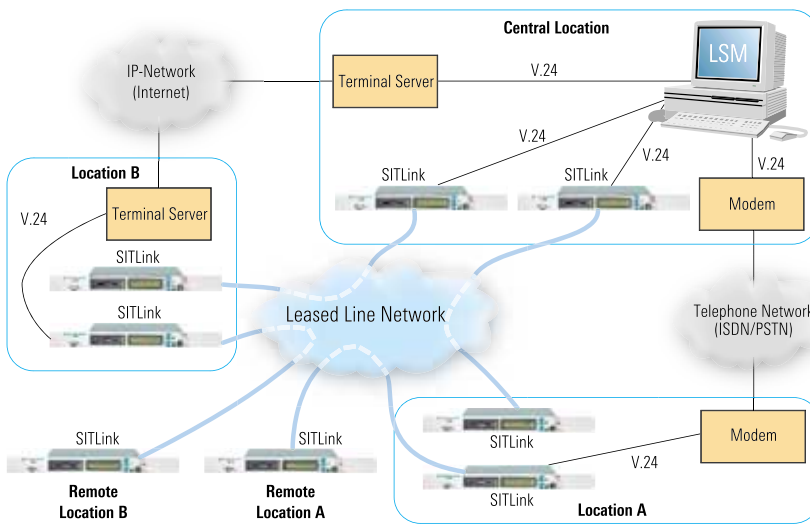 Central Location
LSM
IP-Network
(Internet)
Terminal Server
V.24
V.24
V.24
V.24
SITLink
SITLink
Modem
Location B
Terminal Server
V.24
SITLink
SITLink
Leased Line Network
Telephone Network
(ISDN/PSTN)
SITLink
SITLink
SITLink
Modem
V.24
SITLink
Remote
Location B
Remote
Location A
Location A